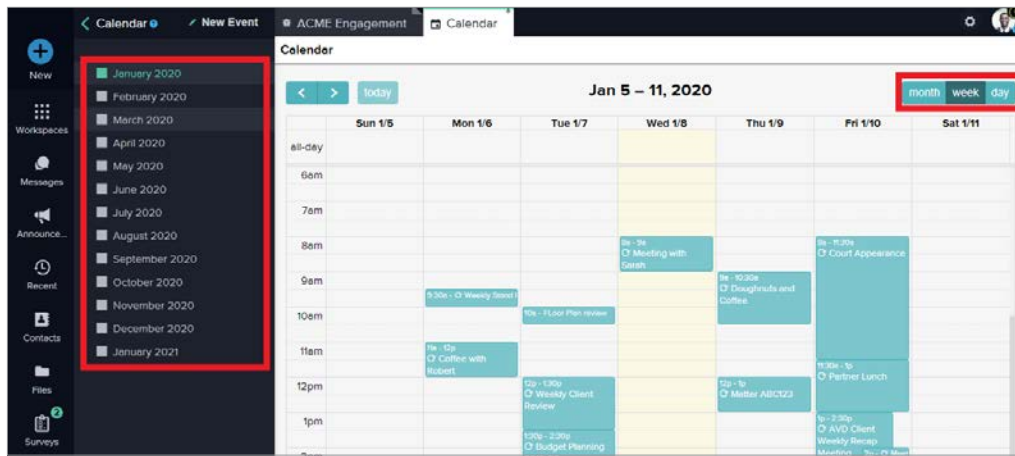 Calendar
New Event
ACME Engagement
Calendar
Calendar
New
Workspaces
Messages
Announce...
Recent
Contacts
Files
2
Surveys
January 2020
February 2020
March 2020
April 2020
May 2020
June 2020
July 2020
August 2020
September 2020
October 2020
November 2020
December 2020
January 2021
today
Jan 5 – 11, 2020
month week day
Sun 1/5 Mon 1/6 Tue 1/7 Wed 1/8 Thu 1/9 Fri 1/10 Sat 1/11
all-day
6am
7am
8am
9am
10am
11am
12pm
1pm
9:30a - Weekly Stand
11a - 12p
Coffee with
Robert
10a - FLoor Plan review
12p - 1:30p
Weekly Client
Review
1:30p - 2:30p
Budget Planning
8a - 9a
Meeting with
Sarah
9a - 10:30a
Doughnuts and
Coffee
12p - 1p
Matter ABC123
8a - 11:30a
Court Appearance
11:30a - 1p
Partner Lunch
1p - 2:30p
AVD Client
Weekly Recap
Meeting